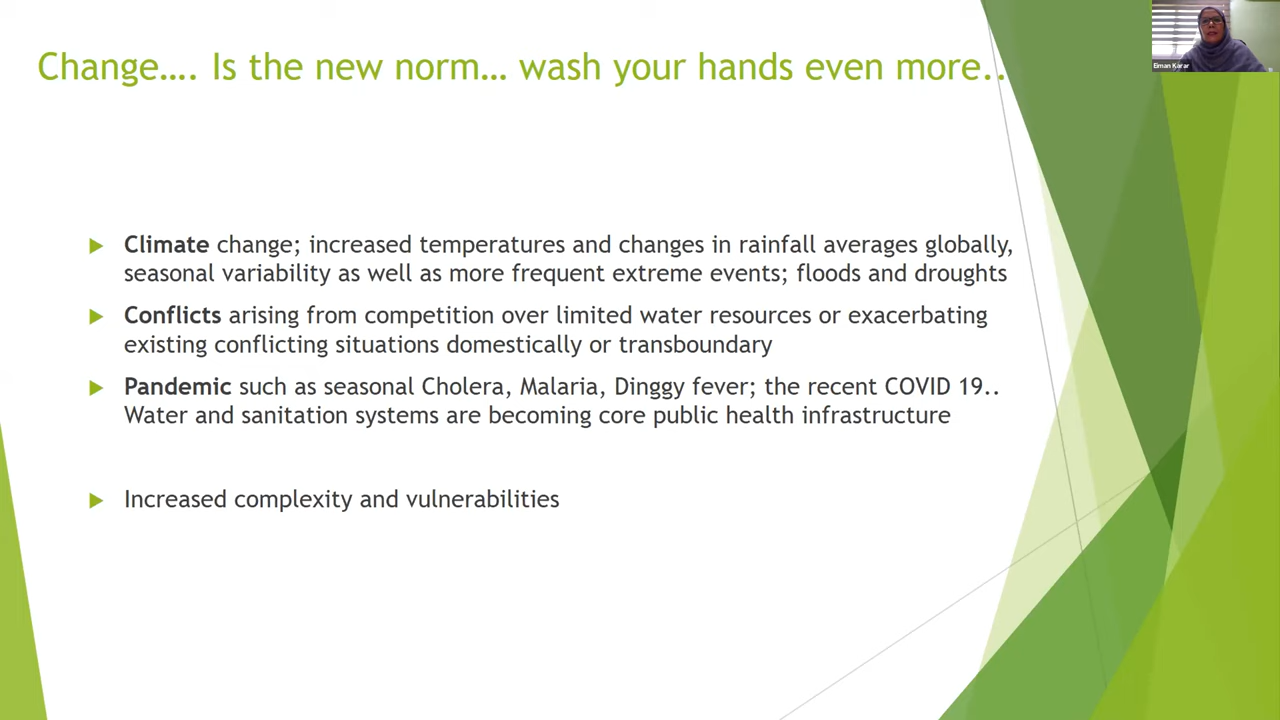 Change.... Is the new norm... wash your hands even more..
Eiman Karar
Climate change; increased temperatures and changes in rainfall averages globally,
seasonal variability as well as more frequent extreme events; floods and droughts
Conflicts arising from competition over limited water resources or exacerbating
existing conflicting situations domestically or transboundary
Pandemic such as seasonal Cholera, Malaria, Dinggy fever; the recent COVID 19..
Water and sanitation systems are becoming core public health infrastructure
Increased complexity and vulnerabilities